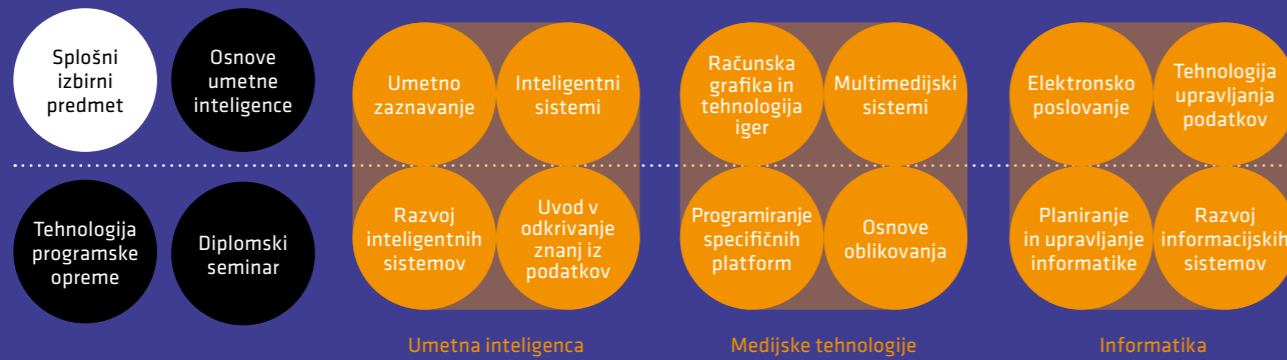 Splošni
izbirni
predmet
Osnove
umetne
inteligence
Umetno
zaznavanje
Inteligentni
sistemi
Računska
grafika in
tehnologija
iger
Multimedijski
sistemi
Elektronsko
poslovanje
Tehnologija
upravljanja
podatkov
Tehnologija
programske
opreme
Diplomski
seminar
Razvoj
inteligentnih
sistemov
Uvod v
odkrivanje
znanj iz
podatkov
Programiranje
specifičnih
platform
Osnove
oblikovanja
Planiranje
in upravljanje
informatike
Razvoj
informacijskih
sistemov
Umetna inteligenca
Medijske tehnologije
Informatika